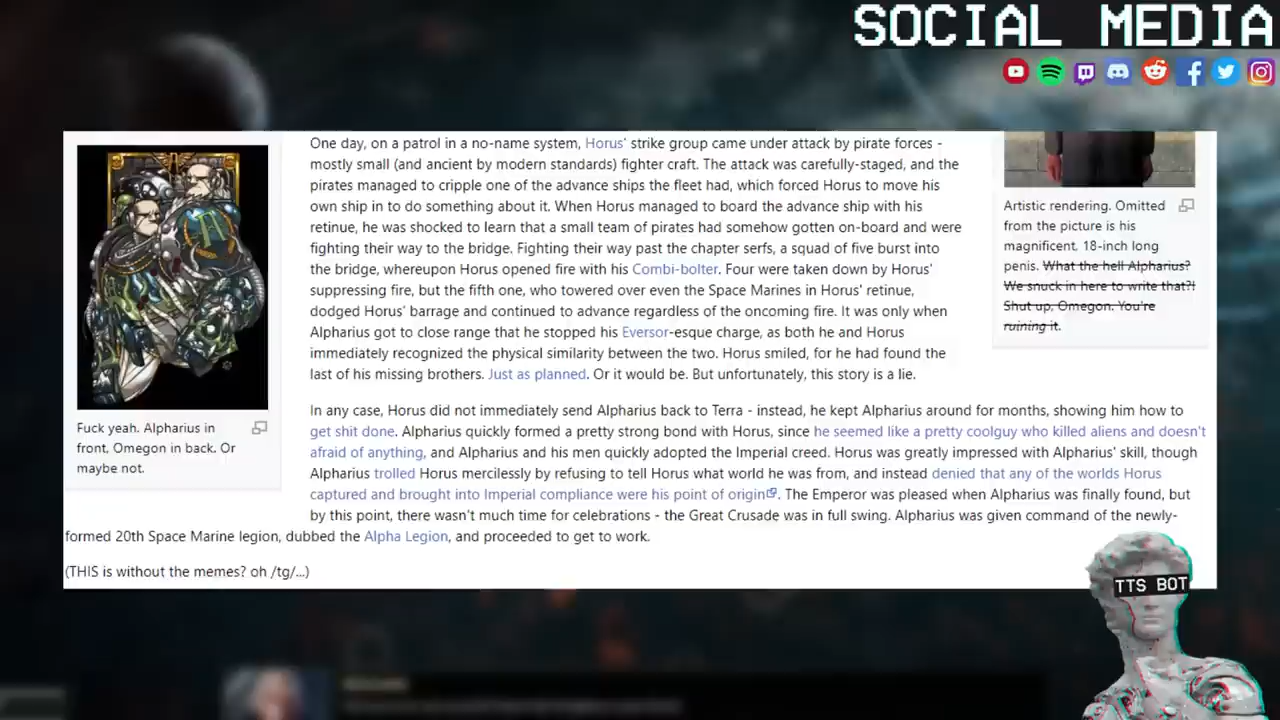 SOCIAL MEDIA
One day, on a patrol in a no-name system, Horus' strike group came under attack by pirate forces -
mostly small (and ancient by modern standards) fighter craft. The attack was carefully-staged, and the
pirates managed to cripple one of the advance ships the fleet had, which forced Horus to move his
own ship in to do something about it. When Horus managed to board the advance ship with his
retinue, he was shocked to learn that a small team of pirates had somehow gotten on-board and were
fighting their way to the bridge. Fighting their way past the chapter serfs, a squad of five burst into
the bridge, whereupon Horus opened fire with his Combi-bolter. Four were taken down by Horus'
suppressing fire, but the fifth one, who towered over even the Space Marines in Horus' retinue,
dodged Horus' barrage and continued to advance regardless of the oncoming fire. It was only when
Alpharius got to close range that he stopped his Eversor-esque charge, as both he and Horus
immediately recognized the physical similarity between the two. Horus smiled, for he had found the
last of his missing brothers. Just as planned. Or it would be. But unfortunately, this story is a lie.
Artistic rendering. Omitted
from the picture is his
magnificent, 18-inch long
penis. What the hell Alpharius?
We snuck in here to write that?!
Shut up, Omegon. You're
ruining it.
Fuck yeah. Alpharius in
front, Omegon in back. Or
maybe not.
In any case, Horus did not immediately send Alpharius back to Terra - instead, he kept Alpharius around for months, showing him how to
get shit done. Alpharius quickly formed a pretty strong bond with Horus, since he seemed like a pretty coolguy who killed aliens and doesn't
afraid of anything, and Alpharius and his men quickly adopted the Imperial creed. Horus was greatly impressed with Alpharius' skill, though
Alpharius trolled Horus mercilessly by refusing to tell Horus what world he was from, and instead denied that any of the worlds Horus
captured and brought into Imperial compliance were his point of origin. The Emperor was pleased when Alpharius was finally found, but
by this point, there wasn't much time for celebrations - the Great Crusade was in full swing. Alpharius was given command of the newly-
formed 20th Space Marine legion, dubbed the Alpha Legion, and proceeded to get to work.
(THIS is without the memes? oh /tg/...)
TTS BOT